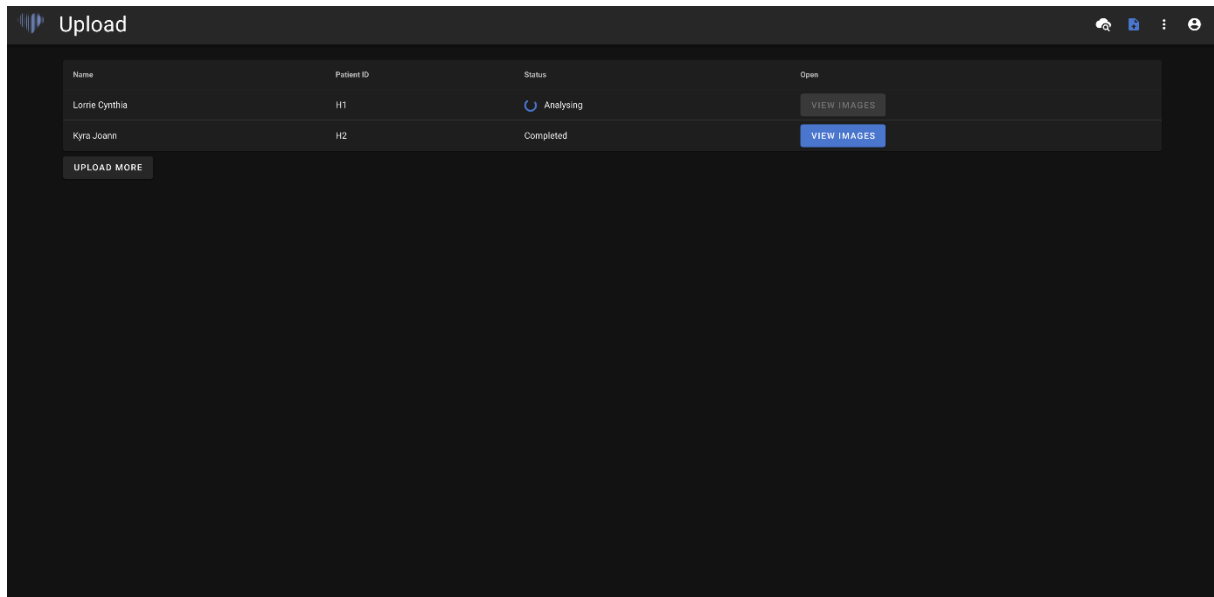 Upload
Name Patient ID Status Open
Lorrie Cynthia H1 Analysing VIEW IMAGES
Kyra Joann H2 Completed VIEW IMAGES
UPLOAD MORE